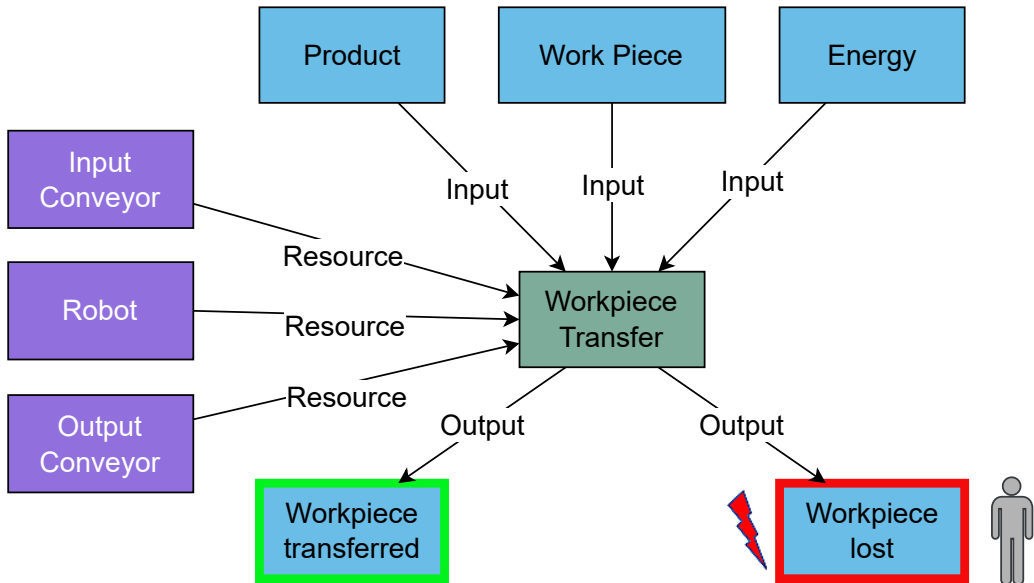 Product
Work Piece
Energy
Input
Conveyor
Input
Input
Input
Resource
Robot
Resource
Workpiece
Transfer
Resource
Output
Conveyor
Output
Output
Workpiece
transferred
Workpiece
lost